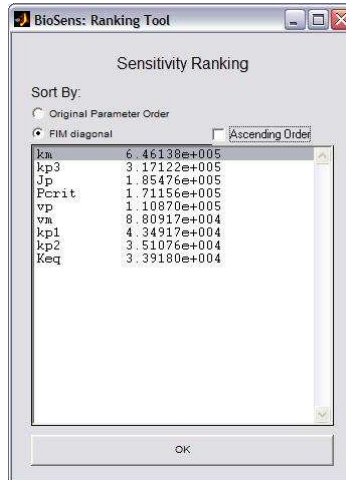 BioSens: Ranking Tool
Sensitivity Ranking
Sort By:
Original Parameter Order
FIM diagonal
Ascending Order
km 6.46138e+005
kp3 3.17122e+005
Jp 1.85476e+005
Pcrit 1.71156e+005
vp 1.10870e+005
vm 8.80917e+004
kp1 4.34917e+004
kp2 3.51076e+004
Keq 3.39180e+004
OK